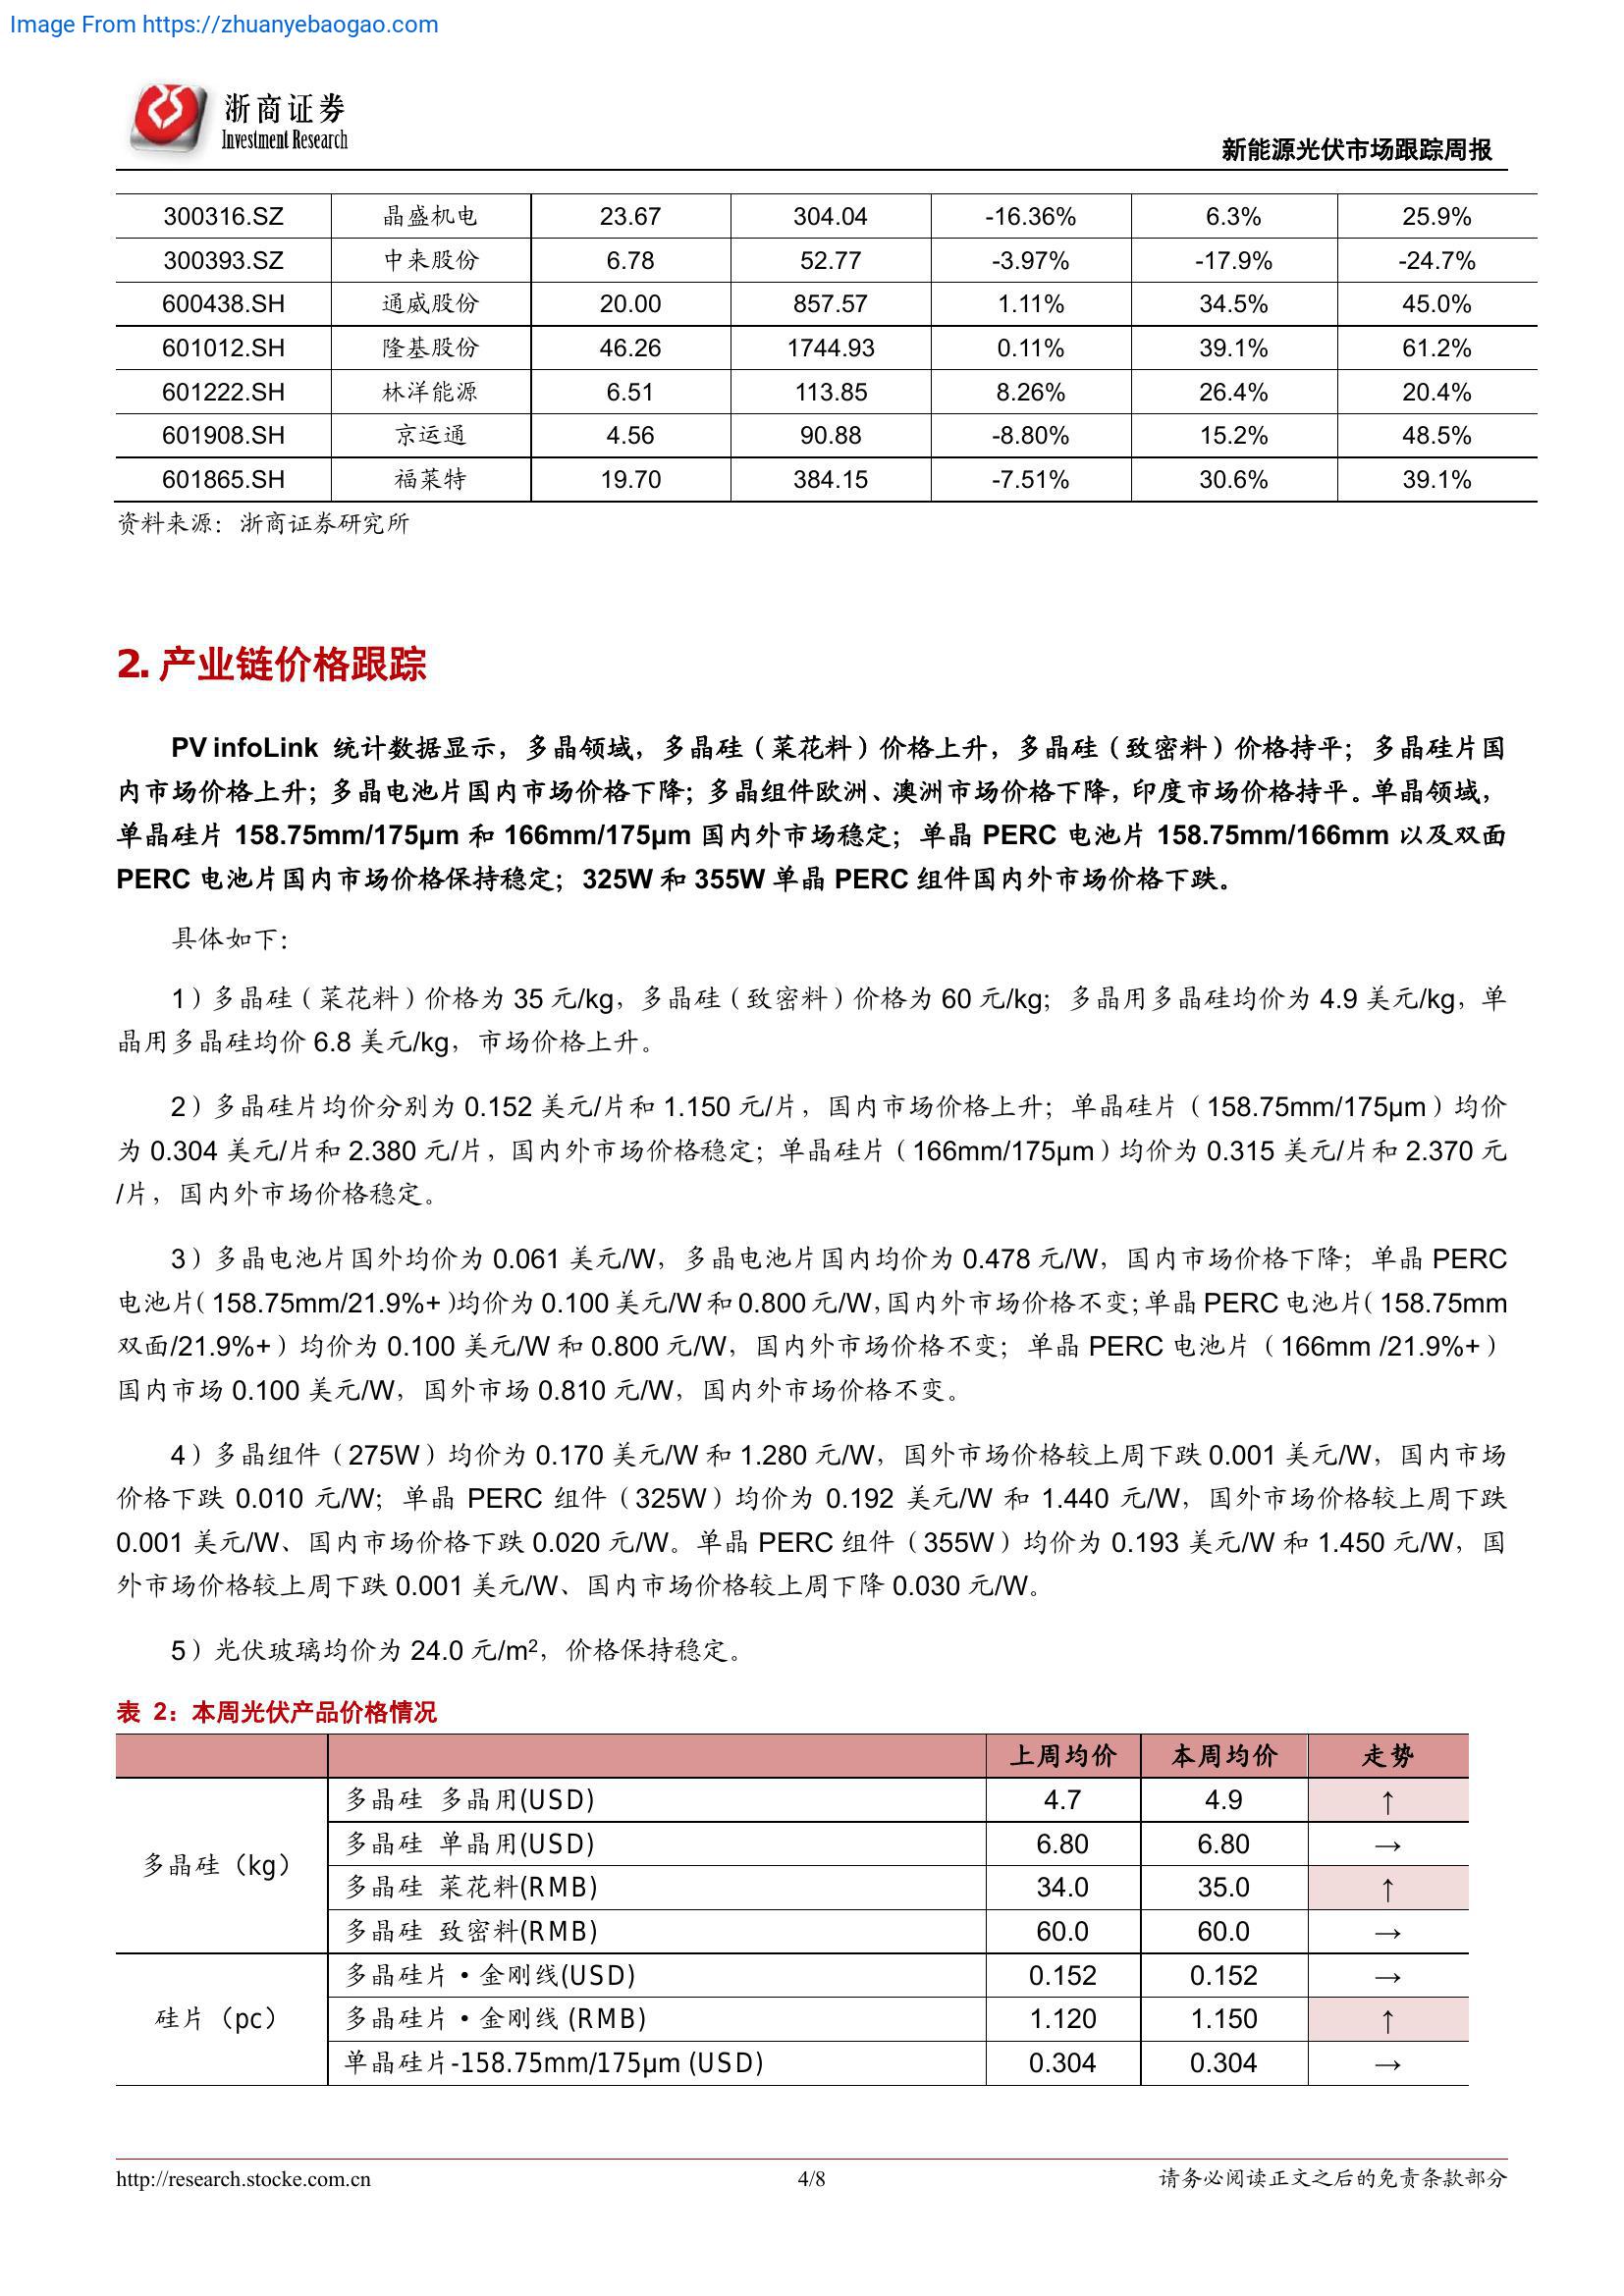 Image From https://zhuanyebaogao.com
浙商证券
Investment Research
新能源光伏市场跟踪周报
300316.SZ 晶盛机电 23.67 304.04 -16.36% 6.3% 25.9%
300393.SZ 中来股份 6.78 52.77 -3.97% -17.9% -24.7%
600438.SH 通威股份 20.00 857.57 1.11% 34.5% 45.0%
601012.SH 隆基股份 46.26 1744.93 0.11% 39.1% 61.2%
601222.SH 林洋能源 6.51 113.85 8.26% 26.4% 20.4%
601908.SH 京运通 4.56 90.88 -8.80% 15.2% 48.5%
601865.SH 福莱特 19.70 384.15 -7.51% 30.6% 39.1%
资料来源：浙商证券研究所
2. 产业链价格跟踪
PV infoLink 统计数据显示，多晶领域，多晶硅（菜花料）价格上升，多晶硅（致密料）价格持平；多晶硅片国
内市场价格上升；多晶电池片国内市场价格下降；多晶组件欧洲、澳洲市场价格下降，印度市场价格持平。单晶领域，
单晶硅片 158.75mm/175μm 和 166mm/175μm 国内外市场稳定；单晶 PERC 电池片 158.75mm/166mm 以及双面
PERC 电池片国内市场价格保持稳定；325W 和 355W 单晶 PERC 组件国内外市场价格下跌。
具体如下：
1）多晶硅（菜花料）价格为 35 元/kg，多晶硅（致密料）价格为 60 元/kg；多晶用多晶硅均价为 4.9 美元/kg，单
晶用多晶硅均价 6.8 美元/kg，市场价格上升。
2）多晶硅片均价分别为 0.152 美元/片和 1.150 元/片，国内市场价格上升；单晶硅片（158.75mm/175μm）均价
为 0.304 美元/片和 2.380 元/片，国内外市场价格稳定；单晶硅片（166mm/175μm）均价为 0.315 美元/片和 2.370 元
/片，国内外市场价格稳定。
3）多晶电池片国外均价为 0.061 美元/W，多晶电池片国内均价为 0.478 元/W，国内市场价格下降；单晶 PERC
电池片（158.75mm/21.9%+）均价为 0.100 美元/W 和 0.800 元/W，国内外市场价格不变；单晶 PERC 电池片（158.75mm
双面/21.9%+）均价为 0.100 美元/W 和 0.800 元/W，国内外市场价格不变；单晶 PERC 电池片（166mm /21.9%+）
国内市场 0.100 美元/W，国外市场 0.810 元/W，国内外市场价格不变。
4）多晶组件（275W）均价为 0.170 美元/W 和 1.280 元/W，国外市场价格较上周下跌 0.001 美元/W，国内市场
价格下跌 0.010 元/W；单晶 PERC 组件（325W）均价为 0.192 美元/W 和 1.440 元/W，国外市场价格较上周下跌
0.001 美元/W、国内市场价格下跌 0.020 元/W。单晶 PERC 组件（355W）均价为 0.193 美元/W 和 1.450 元/W，国
外市场价格较上周下跌 0.001 美元/W、国内市场价格较上周下降 0.030 元/W。
5）光伏玻璃均价为 24.0 元/m²，价格保持稳定。
表 2：本周光伏产品价格情况
上周均价 本周均价 走势
多晶硅（kg） 多晶硅 多晶用(USD) 4.7 4.9 ↑
多晶硅 单晶用(USD) 6.80 6.80 →
多晶硅 菜花料(RMB) 34.0 35.0 ↑
多晶硅 致密料(RMB) 60.0 60.0 →
硅片（pc） 多晶硅片·金刚线(USD) 0.152 0.152 →
多晶硅片·金刚线 (RMB) 1.120 1.150 ↑
单晶硅片-158.75mm/175μm (USD) 0.304 0.304 →
http://research.stocke.com.cn 4/8 请务必阅读正文之后的免责条款部分